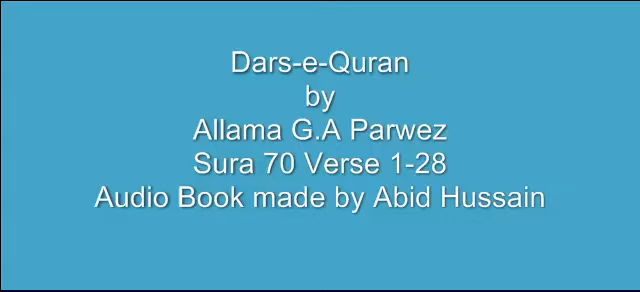 Dars-e-Quran
by
Allama G.A Parwez
Sura 70 Verse 1-28
Audio Book made by Abid Hussain